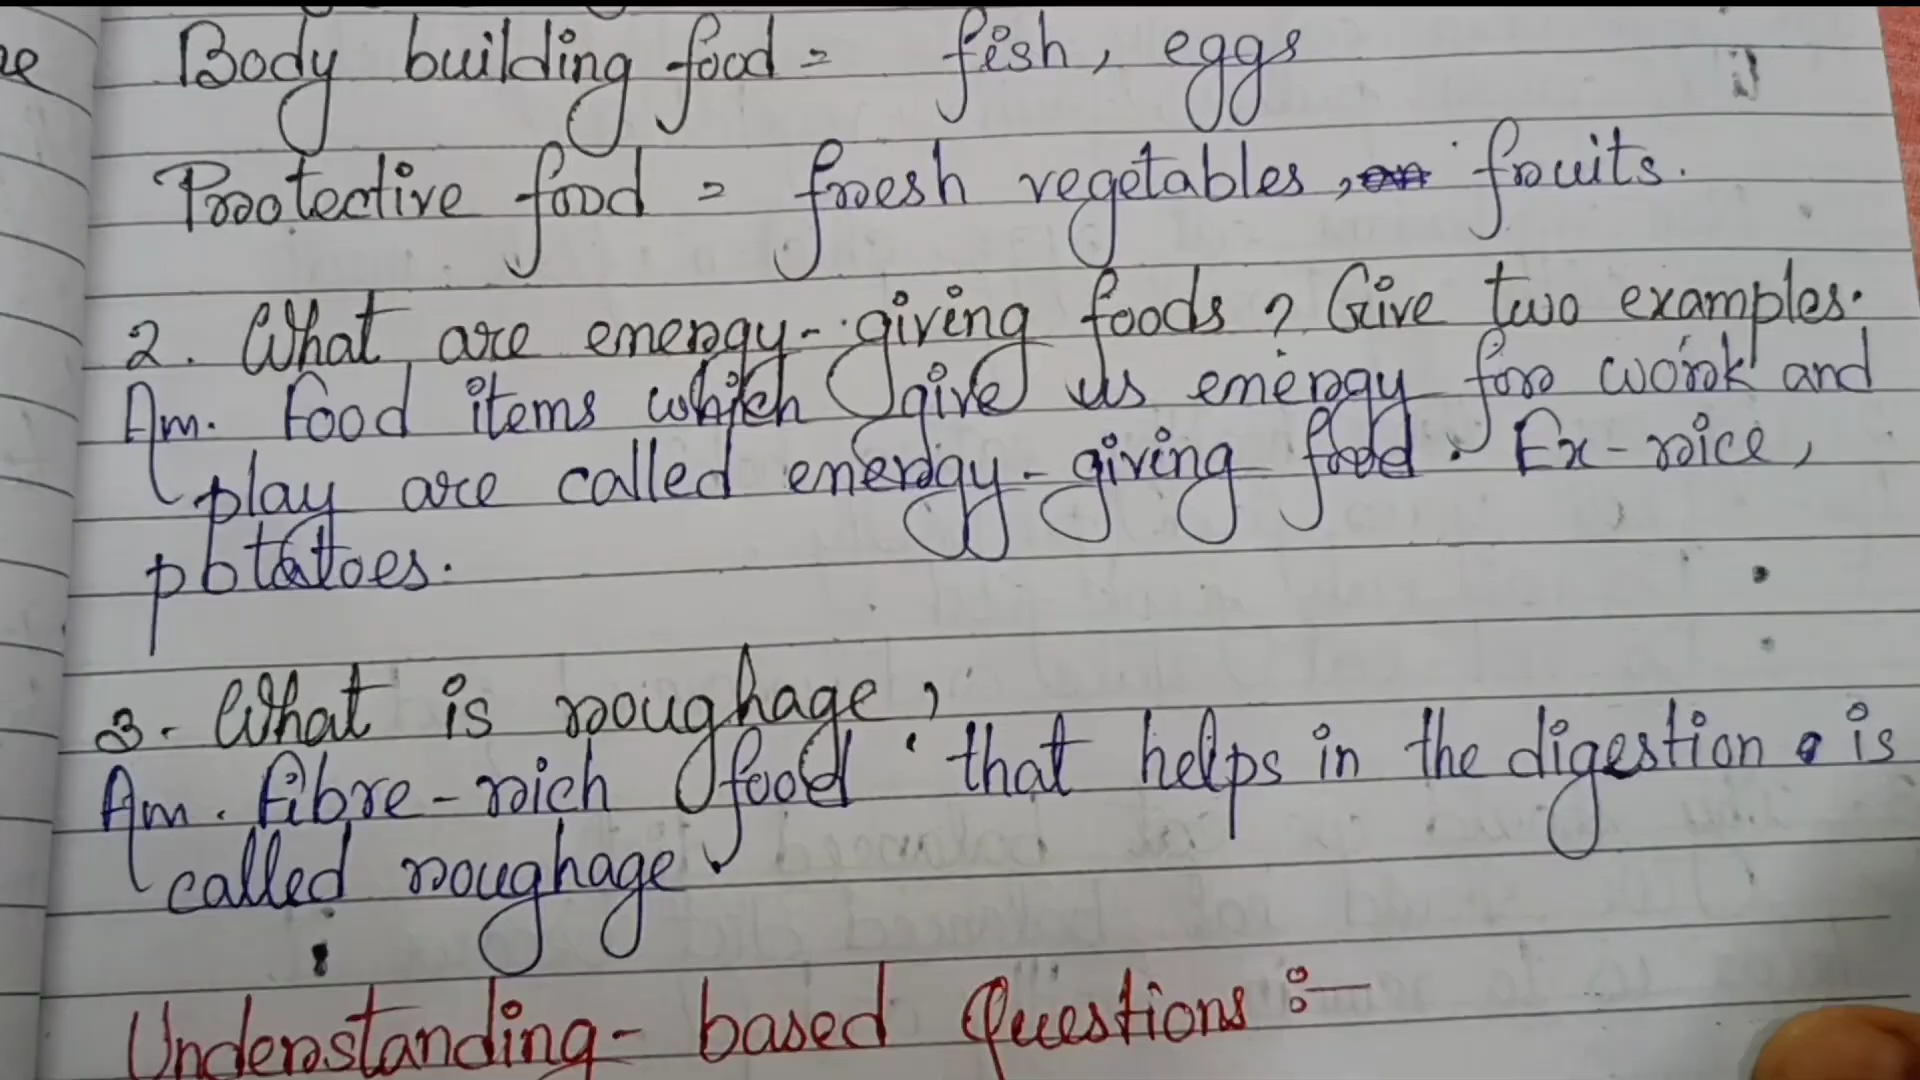 Body building food = fish, eggs
Protective food = fresh vegetables, fruits.
2. What are energy-giving foods? Give two examples.
Ans. Food items which give us energy for work and
play are called energy-giving food. Ex-rice,
potatoes.
3. What is roughage?
Ans. fibre-rich food that helps in the digestion is
called roughage.
Understanding-based Questions :-